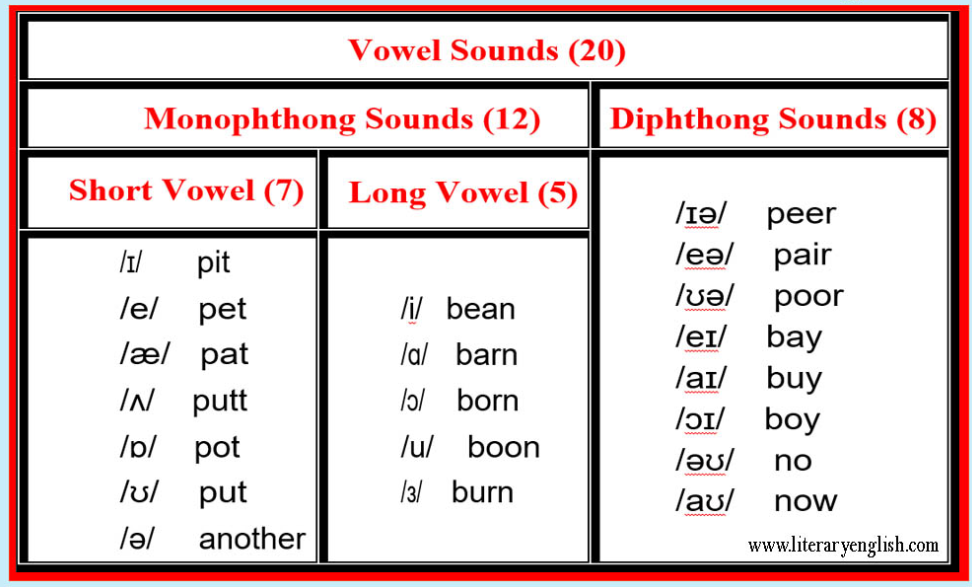 Vowel Sounds (20)
Monophthong Sounds (12)
Diphthong Sounds (8)
Short Vowel (7)
Long Vowel (5)
/ɪ/ pit
/e/ pet
/æ/ pat
/ʌ/ putt
/ɒ/ pot
/ʊ/ put
/ə/ another
/i/ bean
/ɑ/ barn
/ɔ/ born
/u/ boon
/ɜ/ burn
/ɪə/ peer
/eə/ pair
/ʊə/ poor
/eɪ/ bay
/aɪ/ buy
/ɔɪ/ boy
/əʊ/ no
/aʊ/ now
www.literaryenglish.com